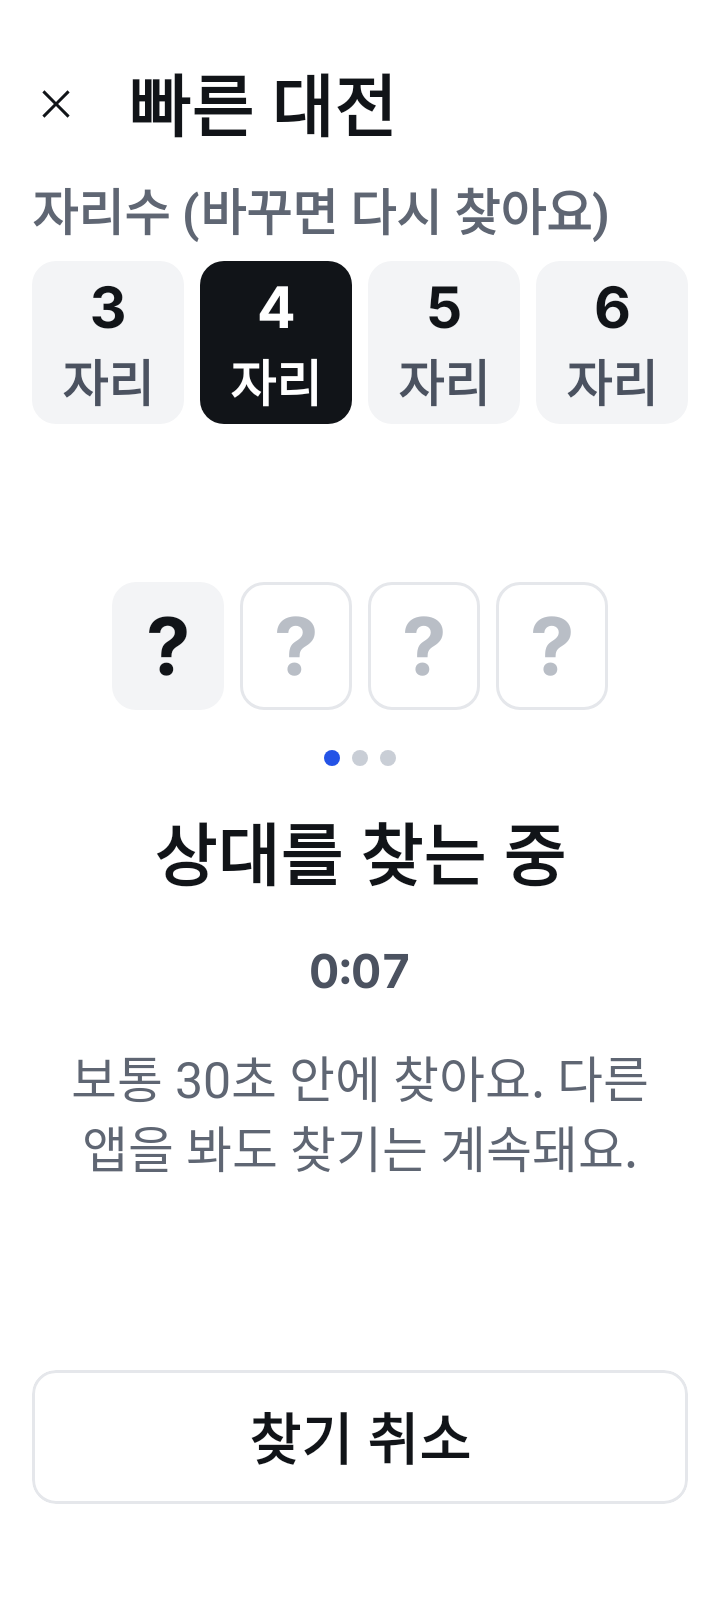 빠른 대전
자리수 (바꾸면 다시 찾아요)
3 4 5 6
자리 자리 자리 자리
? ? ? ?
상대를 찾는 중
0:07
보통 30초 안에 찾아요. 다른
앱을 봐도 찾기는 계속돼요.
찾기 취소